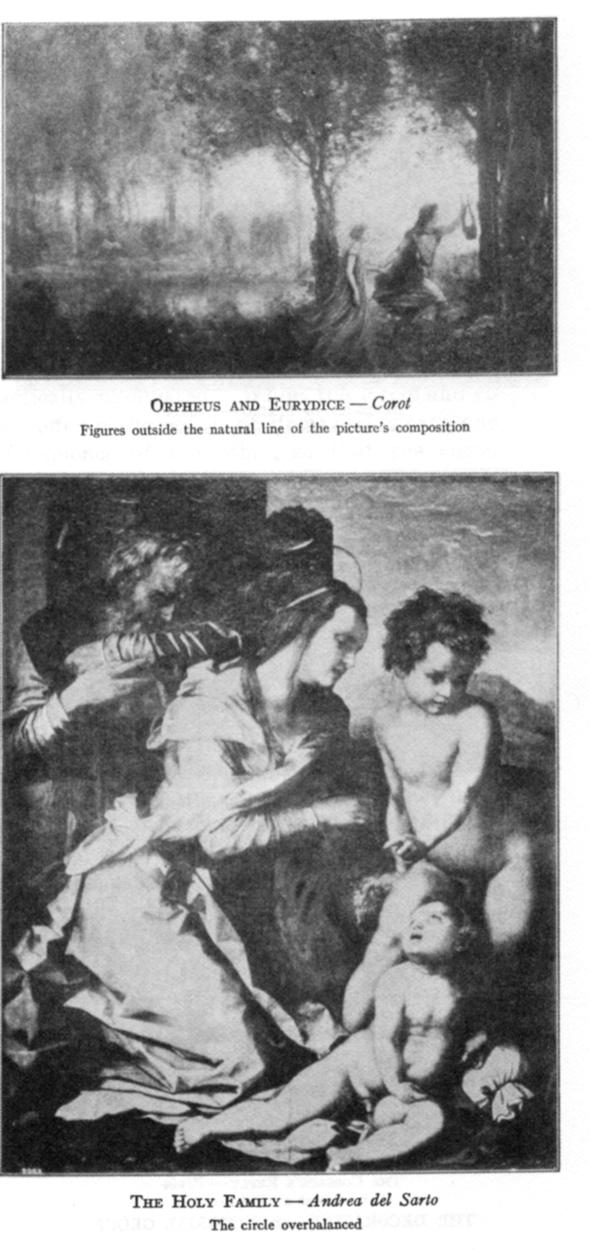 ORPHEUS AND EURYDICE — Corot
Figures outside the natural line of the picture's composition
THE HOLY FAMILY — Andrea del Sarto
The circle overbalanced